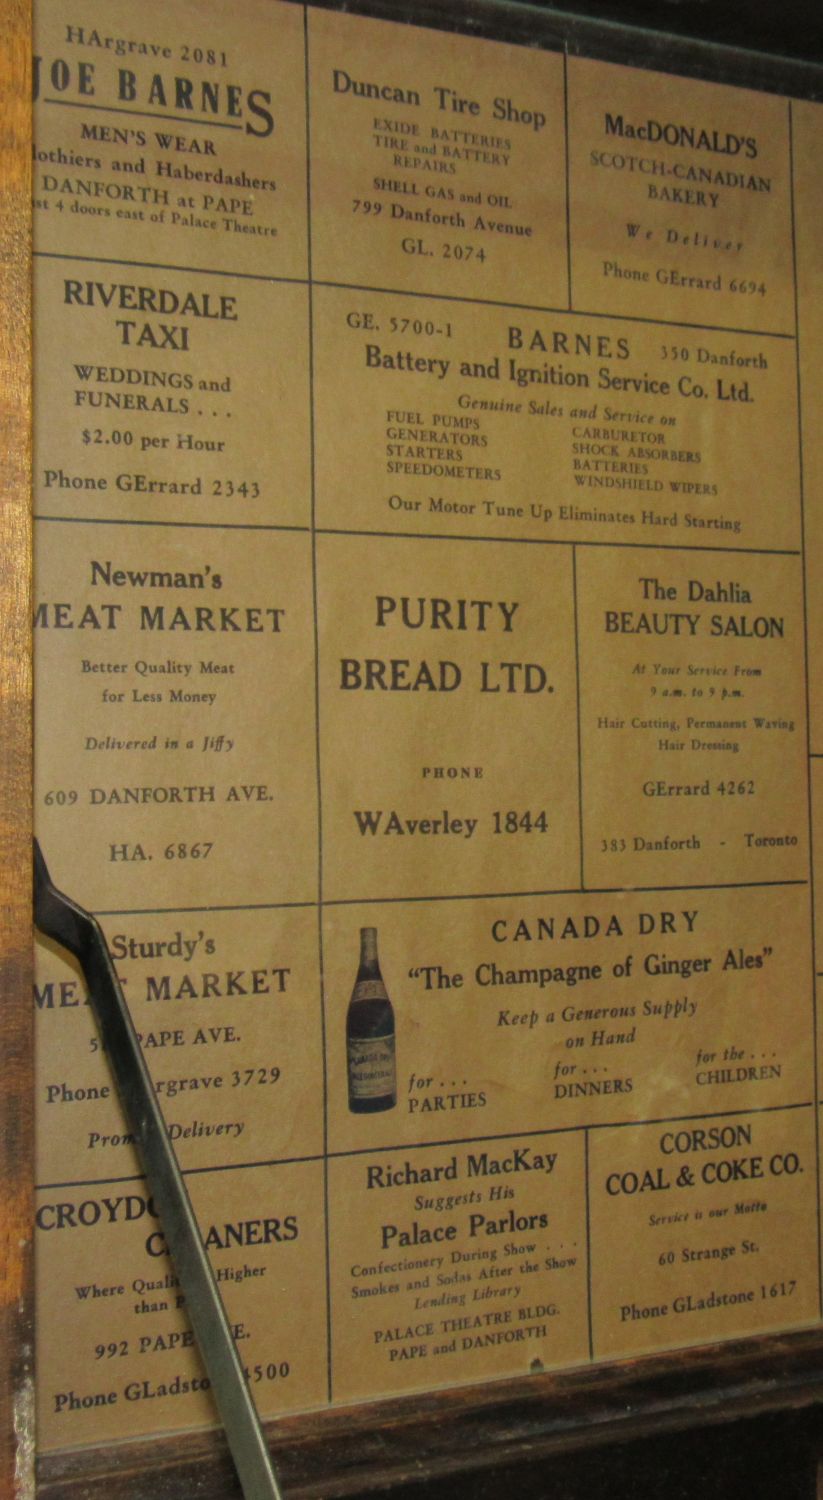 HArgrave 2081
JOE BARNES
MEN'S WEAR
lothiers and Haberdashers
DANFORTH at PAPE
st 4 doors east of Palace Theatre
Duncan Tire Shop
EXIDE BATTERIES
TIRE and BATTERY
REPAIRS
SHELL GAS and OIL
799 Danforth Avenue
GL. 2074
MacDONALD'S
SCOTCH-CANADIAN
BAKERY
We Deliver
Phone GErrard 6694
RIVERDALE
TAXI
WEDDINGS and
FUNERALS . . .
$2.00 per Hour
Phone GErrard 2343
GE. 5700-1 BARNES 350 Danforth
Battery and Ignition Service Co. Ltd.
Genuine Sales and Service on
FUEL PUMPS
GENERATORS
STARTERS
SPEEDOMETERS
CARBURETOR
SHOCK ABSORBERS
BATTERIES
WINDSHIELD WIPERS
Our Motor Tune Up Eliminates Hard Starting
Newman's
MEAT MARKET
Better Quality Meat
for Less Money
Delivered in a Jiffy
609 DANFORTH AVE.
HA. 6867
PURITY
BREAD LTD.
PHONE
WAverley 1844
The Dahlia
BEAUTY SALON
At Your Service From
9 a.m. to 9 p.m.
Hair Cutting, Permanent Waving
Hair Dressing
GErrard 4262
383 Danforth - Toronto
Sturdy's
MEAT MARKET
PAPE AVE.
Phone rgrave 3729
Delivery
CANADA DRY
"The Champagne of Ginger Ales"
Keep a Generous Supply
on Hand
for . . .
PARTIES
for . . .
DINNERS
for the . . .
CHILDREN
CROYD
CLEANERS
Where Higher
than
992 PAPE
Phone GLadsto 4500
Richard MacKay
Suggests His
Palace Parlors
Confectionery During Show . . .
Smokes and Sodas After the Show
Lending Library
PALACE THEATRE BLDG.
PAPE and DANFORTH
CORSON
COAL & COKE CO.
Service is our Motto
60 Strange St.
Phone GLadstone 1617